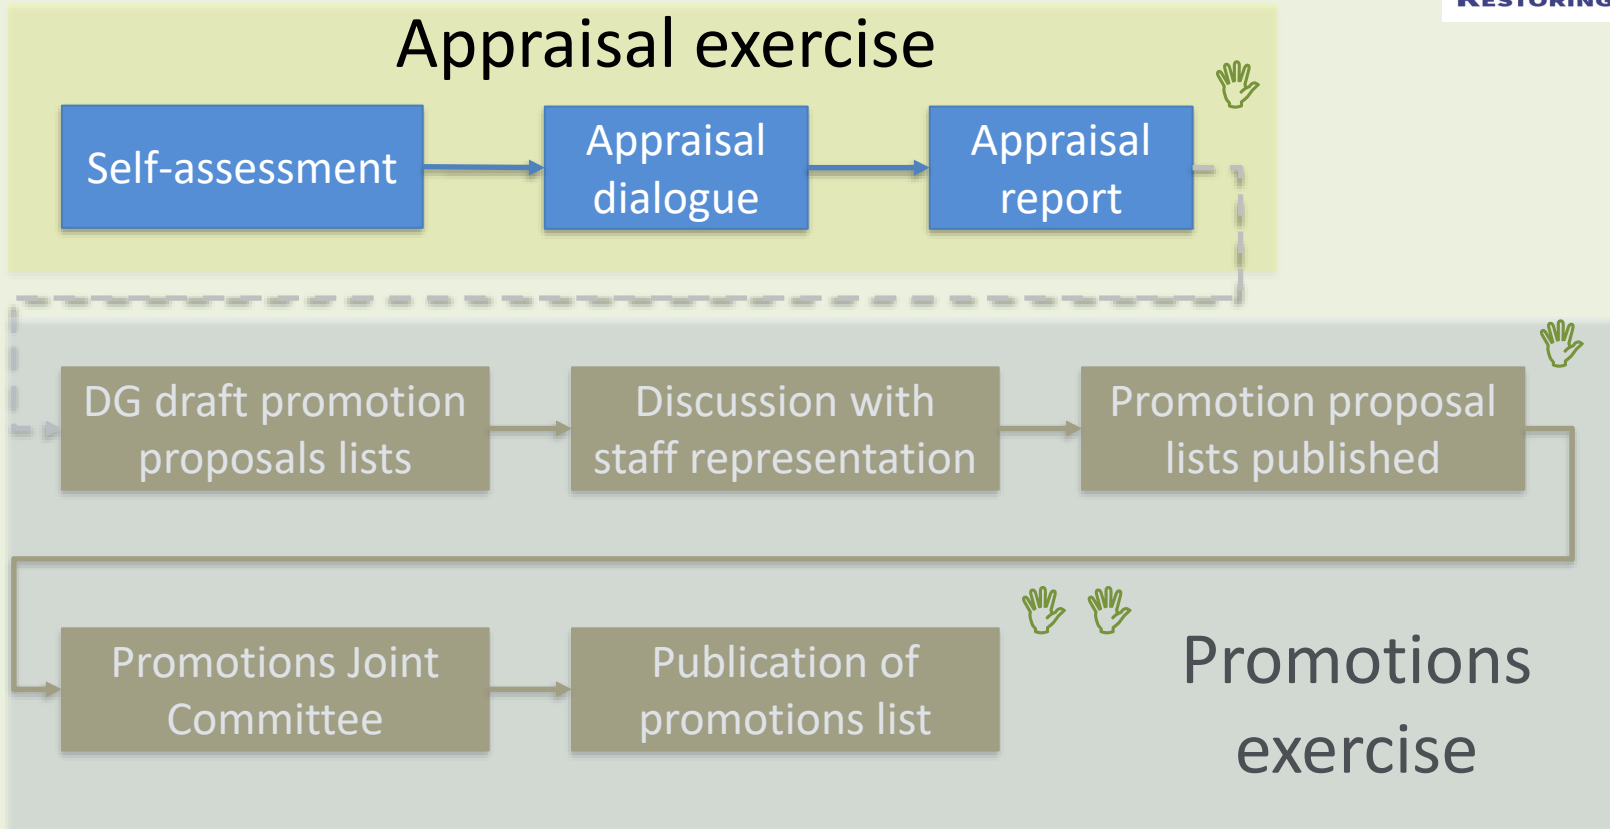 RESTORING
Appraisal exercise
Self-assessment
Appraisal
dialogue
Appraisal
report
DG draft promotion
proposals lists
Discussion with
staff representation
Promotion proposal
lists published
Promotions Joint
Committee
Publication of
promotions list
Promotions
exercise